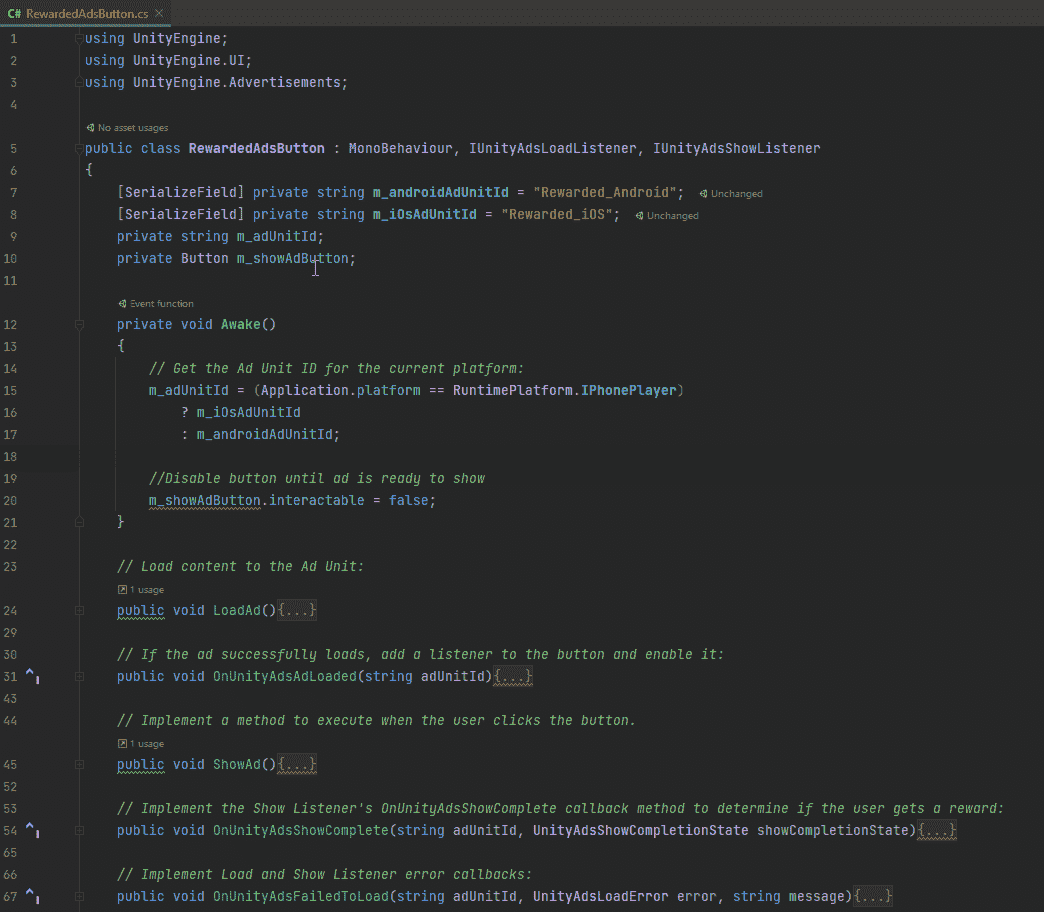 C# RewardedAdsButton.cs ×
1 using UnityEngine;
2 using UnityEngine.UI;
3 using UnityEngine.Advertisements;
4
No asset usages
5 public class RewardedAdsButton : MonoBehaviour, IUnityAdsLoadListener, IUnityAdsShowListener
6 {
7 [SerializeField] private string m_androidAdUnitId = "Rewarded_Android"; Unchanged
8 [SerializeField] private string m_iOsAdUnitId = "Rewarded_iOS"; Unchanged
9 private string m_adUnitId;
10 private Button m_showAdButton;
11
Event function
12 private void Awake()
13 {
14 // Get the Ad Unit ID for the current platform:
15 m_adUnitId = (Application.platform == RuntimePlatform.IPhonePlayer)
16 ? m_iOsAdUnitId
17 : m_androidAdUnitId;
18
19 //Disable button until ad is ready to show
20 m_showAdButton.interactable = false;
21 }
22
23 // Load content to the Ad Unit:
1 usage
24 public void LoadAd(){...}
29
30 // If the ad successfully loads, add a listener to the button and enable it:
31 public void OnUnityAdsAdLoaded(string adUnitId){...}
43
44 // Implement a method to execute when the user clicks the button.
1 usage
45 public void ShowAd(){...}
52
53 // Implement the Show Listener's OnUnityAdsShowComplete callback method to determine if the user gets a reward:
54 public void OnUnityAdsShowComplete(string adUnitId, UnityAdsShowCompletionState showCompletionState){...}
65
66 // Implement Load and Show Listener error callbacks:
67 public void OnUnityAdsFailedToLoad(string adUnitId, UnityAdsLoadError error, string message){...}